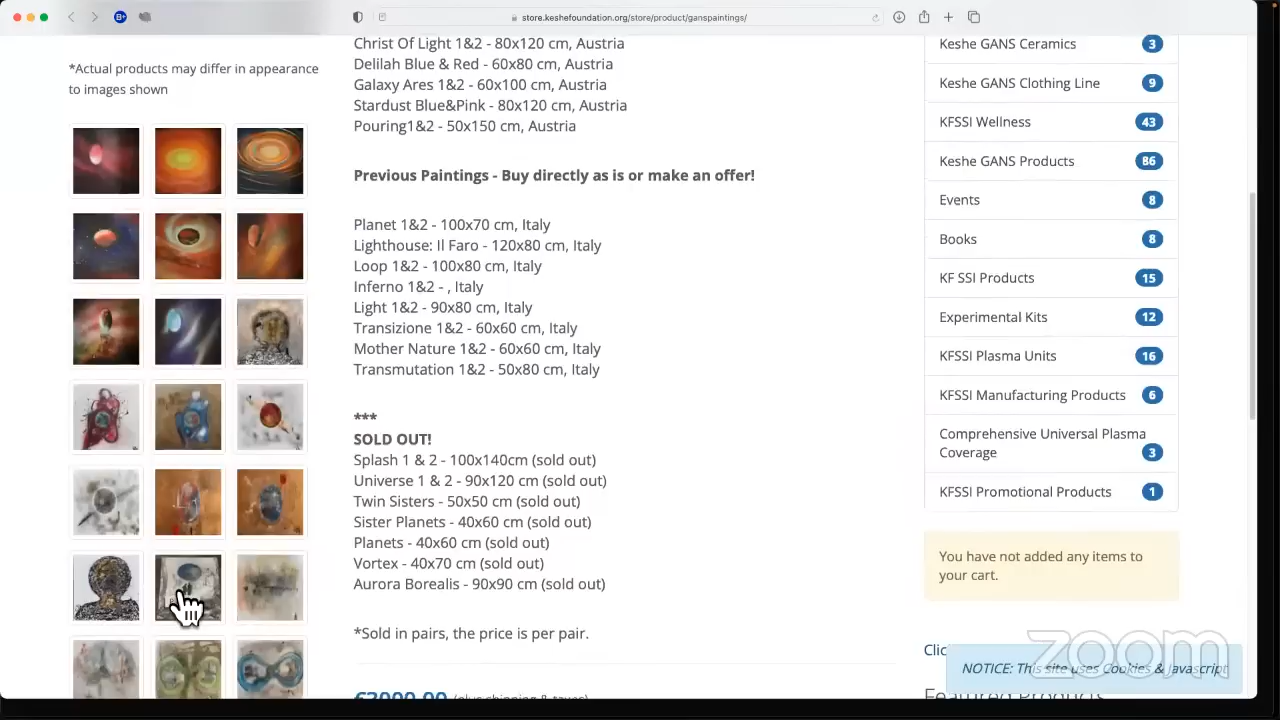 store.keshefoundation.org/store/product/ganspaintings/
*Actual products may differ in appearance
to images shown
Christ Of Light 1&2 - 80x120 cm, Austria
Delilah Blue & Red - 60x80 cm, Austria
Galaxy Ares 1&2 - 60x100 cm, Austria
Stardust Blue&Pink - 80x120 cm, Austria
Pouring1&2 - 50x150 cm, Austria
Previous Paintings - Buy directly as is or make an offer!
Planet 1&2 - 100x70 cm, Italy
Lighthouse: Il Faro - 120x80 cm, Italy
Loop 1&2 - 100x80 cm, Italy
Inferno 1&2 - , Italy
Light 1&2 - 90x80 cm, Italy
Transizione 1&2 - 60x60 cm, Italy
Mother Nature 1&2 - 60x60 cm, Italy
Transmutation 1&2 - 50x80 cm, Italy
***
SOLD OUT!
Splash 1 & 2 - 100x140cm (sold out)
Universe 1 & 2 - 90x120 cm (sold out)
Twin Sisters - 50x50 cm (sold out)
Sister Planets - 40x60 cm (sold out)
Planets - 40x60 cm (sold out)
Vortex - 40x70 cm (sold out)
Aurora Borealis - 90x90 cm (sold out)
*Sold in pairs, the price is per pair.
€3000.00 (plus shipping & taxes)
Keshe GANS Ceramics 3
Keshe GANS Clothing Line 9
KFSSI Wellness 43
Keshe GANS Products 86
Events 8
Books 8
KF SSI Products 15
Experimental Kits 12
KFSSI Plasma Units 16
KFSSI Manufacturing Products 6
Comprehensive Universal Plasma
Coverage 3
KFSSI Promotional Products 1
You have not added any items to
your cart.
Clic
NOTICE: This site uses Cookies & Javascript
Featured Products
zoom